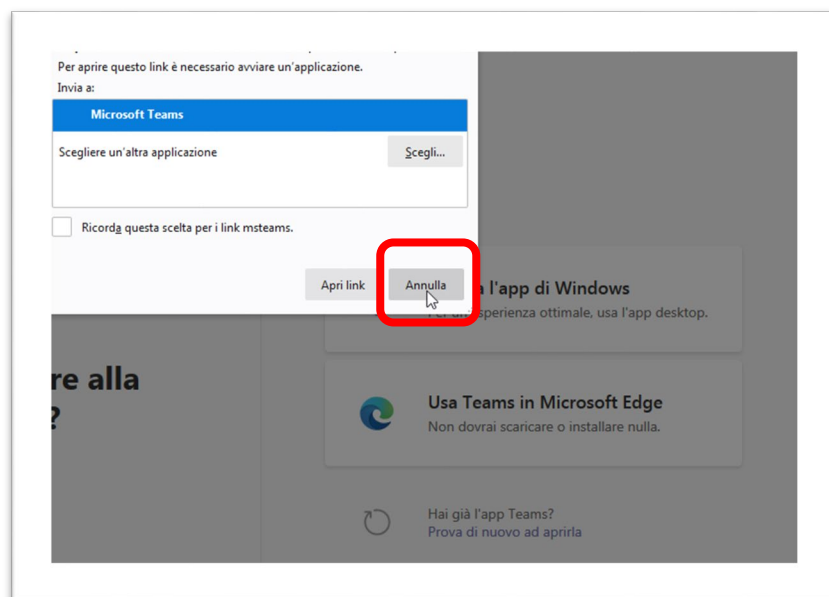 Per aprire questo link è necessario avviare un'applicazione.
Invia a:
Microsoft Teams
Scegliere un'altra applicazione
Scegli...
Ricorda questa scelta per i link msteams.
Apri link
Annulla
l'app di Windows
esperienza ottimale, usa l'app desktop.
re alla
?
Usa Teams in Microsoft Edge
Non dovrai scaricare o installare nulla.
Hai già l'app Teams?
Prova di nuovo ad aprirla